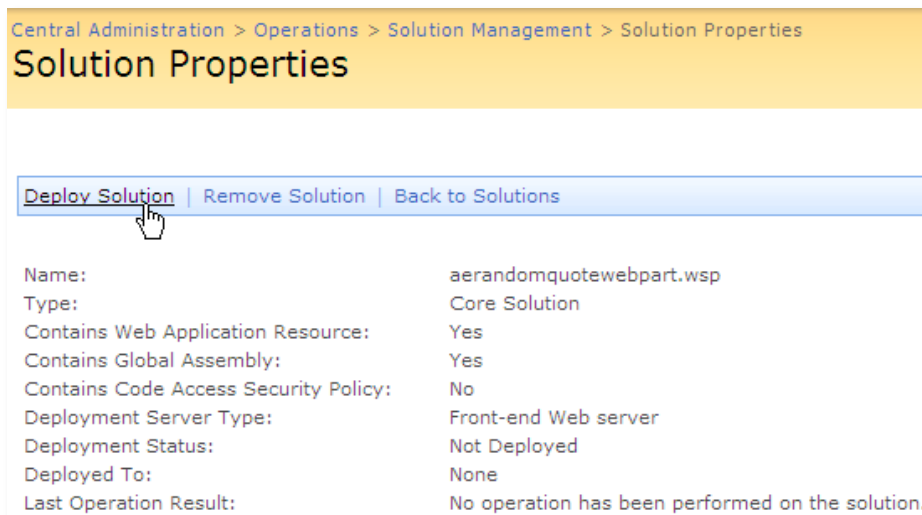 Central Administration > Operations > Solution Management > Solution Properties
Solution Properties
Deploy Solution | Remove Solution | Back to Solutions
Name: aerandomquotewebpart.wsp
Type: Core Solution
Contains Web Application Resource: Yes
Contains Global Assembly: Yes
Contains Code Access Security Policy: No
Deployment Server Type: Front-end Web server
Deployment Status: Not Deployed
Deployed To: None
Last Operation Result: No operation has been performed on the solution